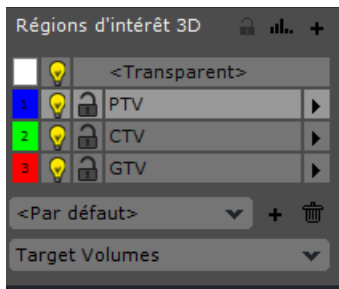 Régions d'intérêt 3D
<Transparent>
1 PTV
2 CTV
3 GTV
<Par défaut>
Target Volumes